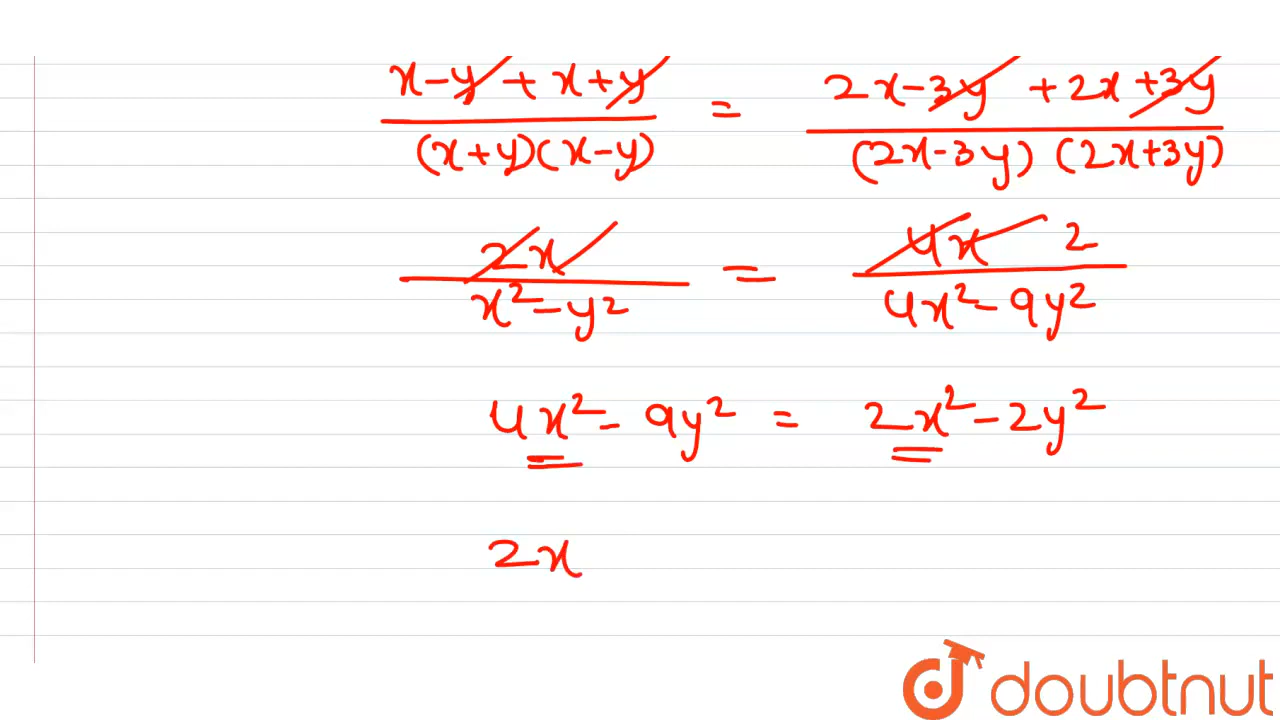 x-y + x+y / (x+y)(x-y) = 2x-3y + 2x+3y / (2x-3y) (2x+3y)
2x / x² - y² = 4x 2 / 4x² - 9y²
4x² - 9y² = 2x² - 2y²
2x
doubtnut